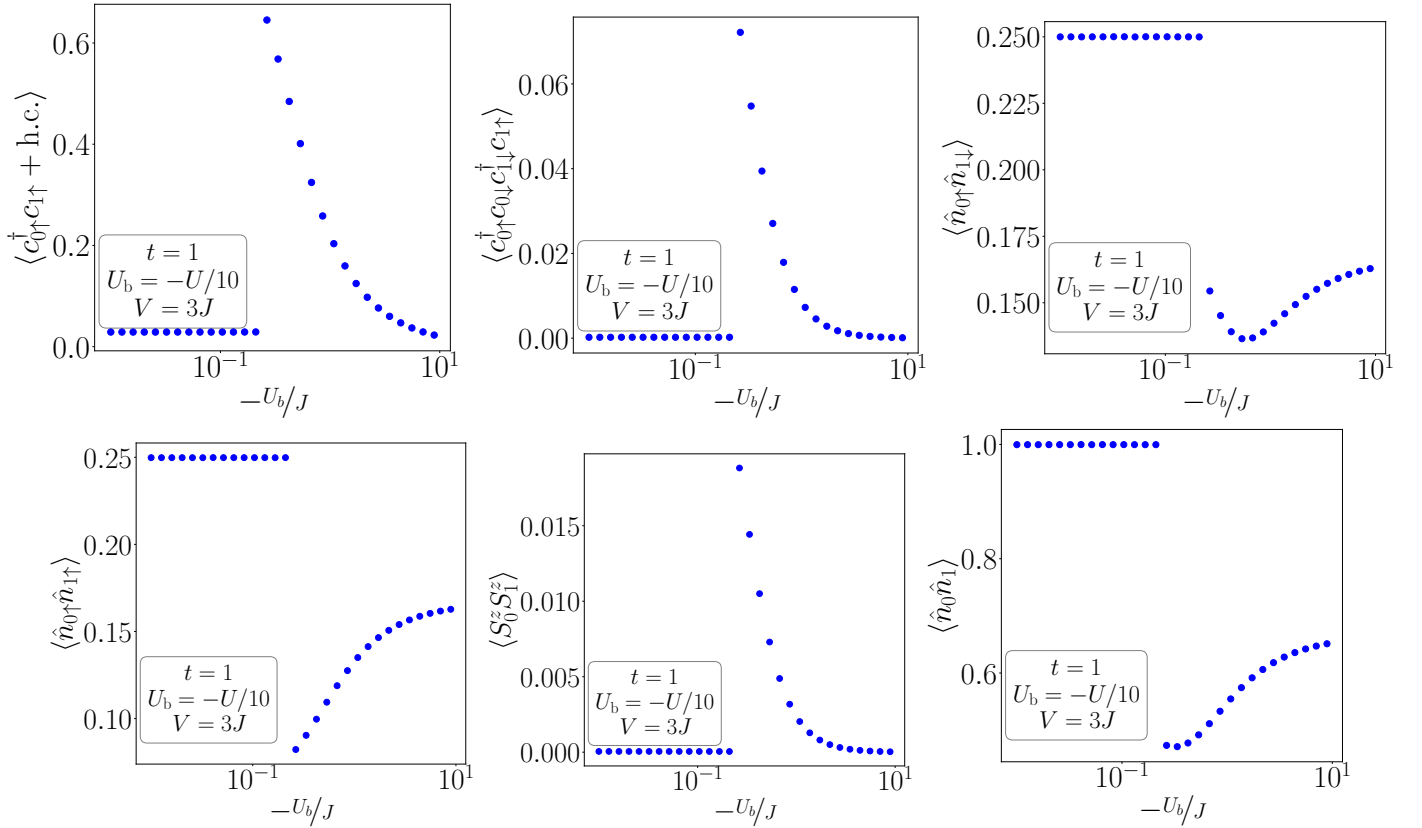 ⟨c†0↑c1↑ + h.c.⟩
0.6
0.4
0.2
0.0
t = 1
Ub = −U/10
V = 3J
10⁻¹
10¹
−Ub/J
⟨c†0↑c0↓c†1↓c1↑⟩
0.06
0.04
0.02
0.00
t = 1
Ub = −U/10
V = 3J
10⁻¹
10¹
−Ub/J
⟨n̂0↑n̂1↓⟩
0.250
0.225
0.200
0.175
0.150
t = 1
Ub = −U/10
V = 3J
10⁻¹
10¹
−Ub/J
⟨n̂0↑n̂1↑⟩
0.25
0.20
0.15
0.10
t = 1
Ub = −U/10
V = 3J
10⁻¹
10¹
−Ub/J
⟨Sz0Sz1⟩
0.015
0.010
0.005
0.000
t = 1
Ub = −U/10
V = 3J
10⁻¹
10¹
−Ub/J
⟨n̂0n̂1⟩
1.0
0.8
0.6
t = 1
Ub = −U/10
V = 3J
10⁻¹
10¹
−Ub/J